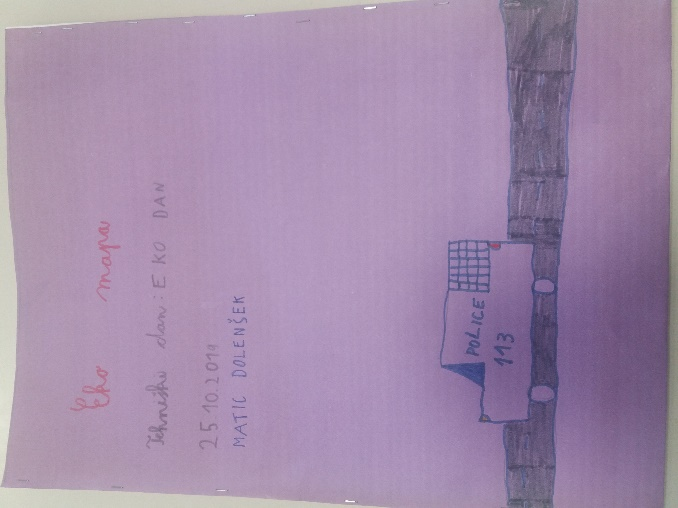 Eko mapa
Tehniški dan: EKO DAN
25.10.2019
MATIC DOLENŠEK
POLICE
113